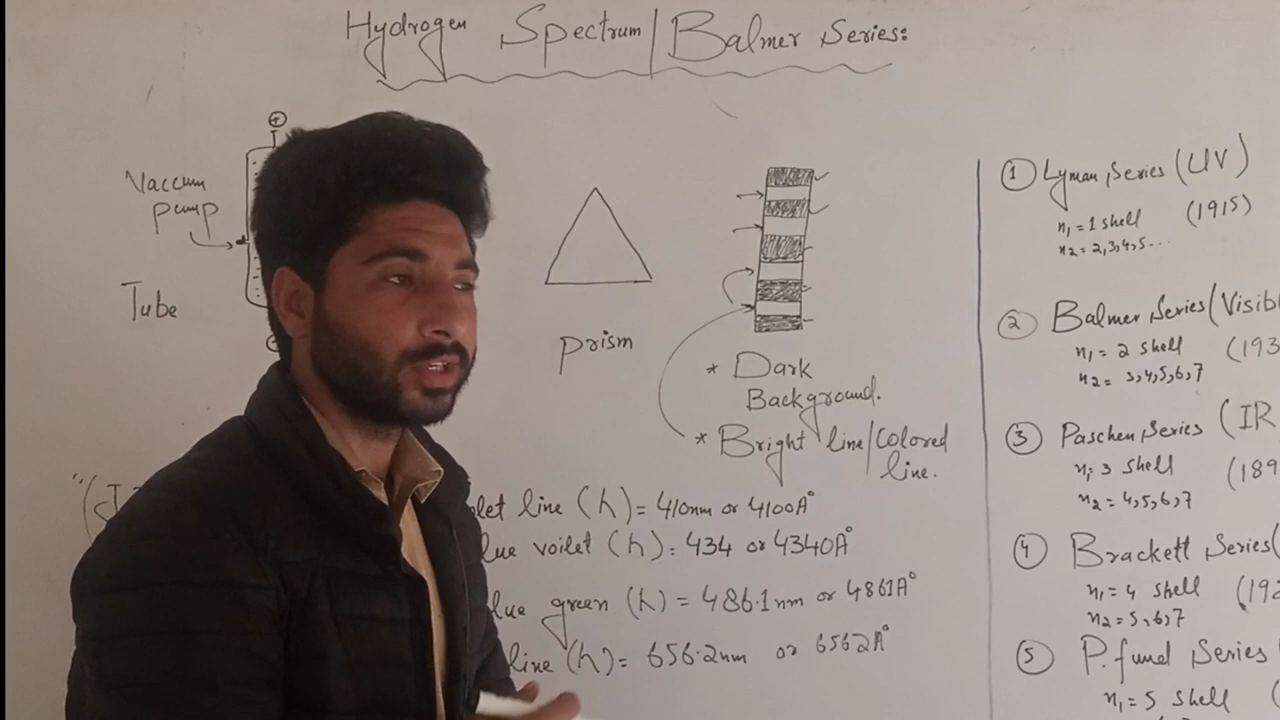 Hydrogen Spectrum/Balmer Series:
⊕
Vaccum
pump
Tube
prism
* Dark
Background.
* Bright line/Colored
line.
let line (λ) = 410nm or 4100A°
lue voilet (λ): 434 or 4340A°
lue green (λ) = 486.1nm or 4861A°
line (λ) = 656.2nm or 6562A°
① Lyman Series (UV)
n₁ = 1 shell (1915)
n₂ = 2,3,4,5...
② Balmer Series (Visib
n₁ = 2 shell (193
n₂ = 3,4,5,6,7
③ Paschen Series (IR
n₁ = 3 shell (189
n₂ = 4,5,6,7
④ Brackett Series (
n₁ = 4 shell (192
n₂ = 5,6,7
⑤ P.fund Series
n₁ = 5 shell (